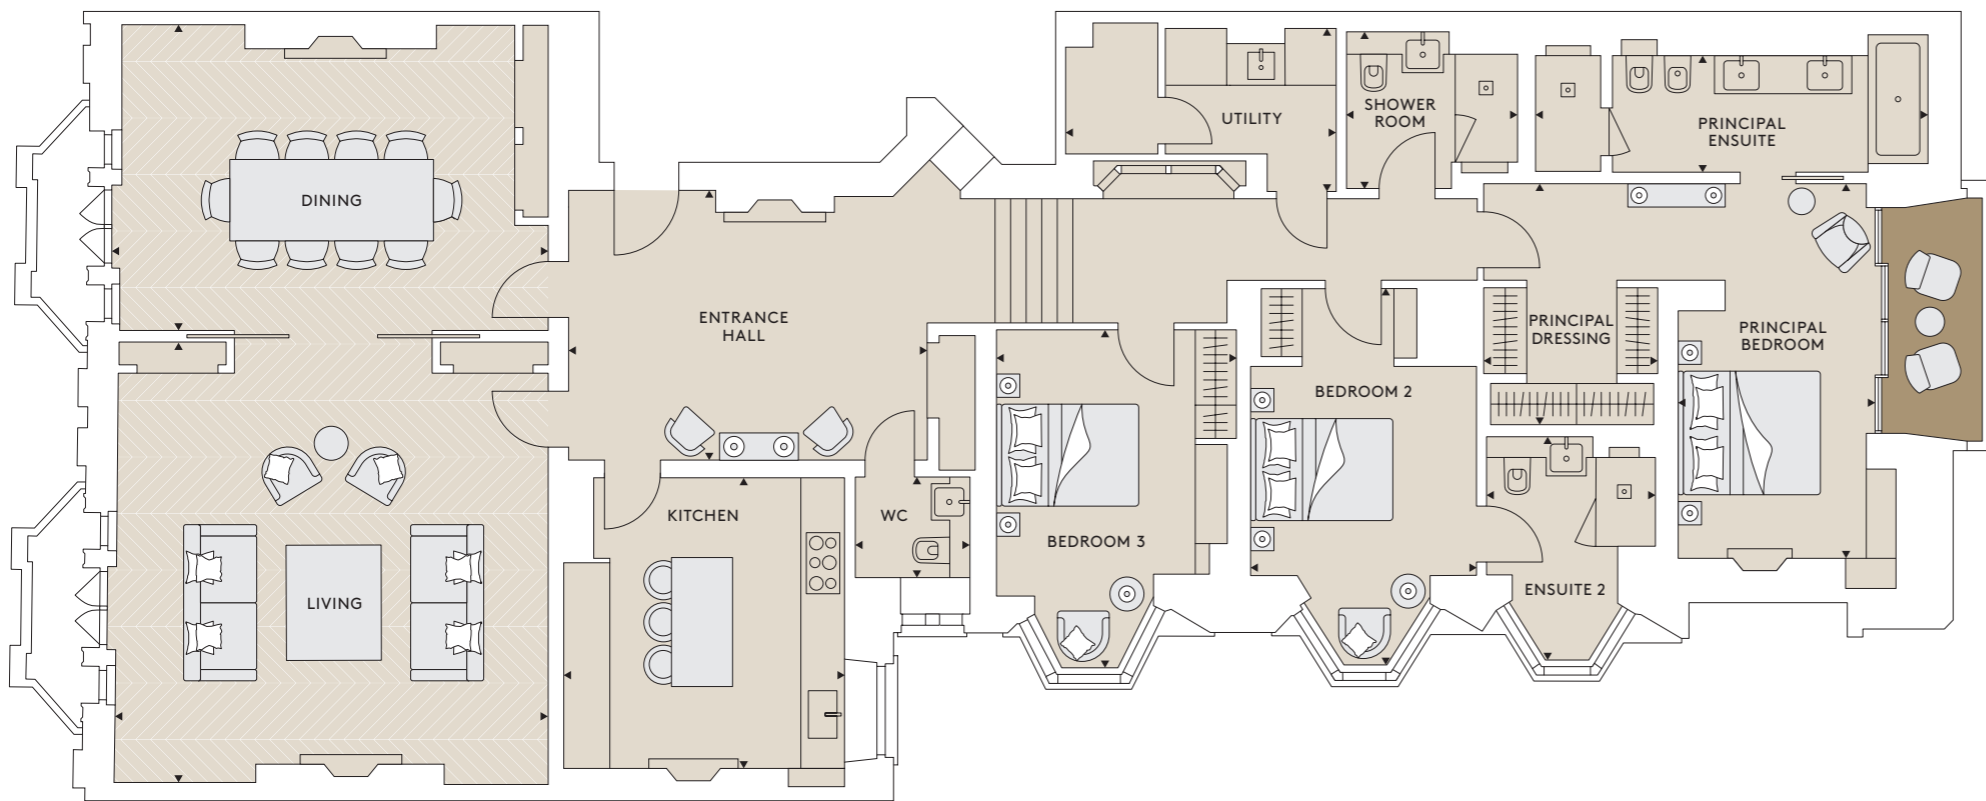 UTILITY
SHOWER
ROOM
PRINCIPAL
ENSUITE
DINING
ENTRANCE
HALL
PRINCIPAL
DRESSING
PRINCIPAL
BEDROOM
BEDROOM 2
KITCHEN
WC
BEDROOM 3
LIVING
ENSUITE 2